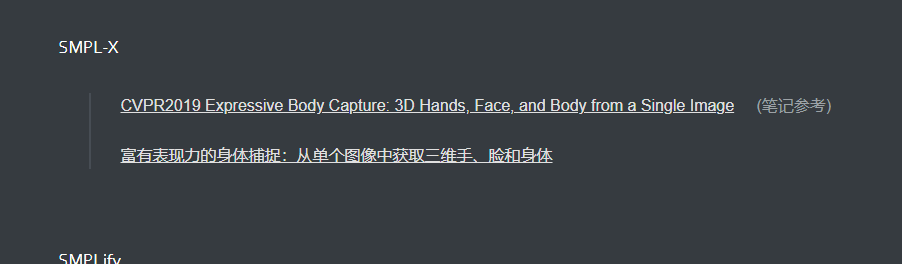 SMPL-X
CVPR2019 Expressive Body Capture: 3D Hands, Face, and Body from a Single Image (笔记参考)
富有表现力的身体捕捉：从单个图像中获取三维手、脸和身体
SMPLify